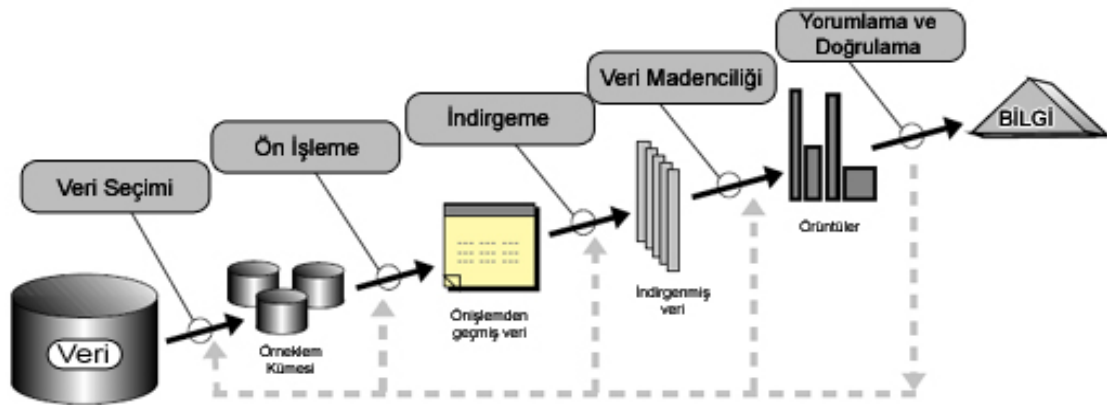 Yorumlama ve
Doğrulama
Veri Madenciliği
BİLGİ
İndirgeme
Ön İşleme
Veri Seçimi
Örüntüler
İndirgenmiş
veri
Önişlemden
geçmiş veri
Veri
Örneklem
Kümesi